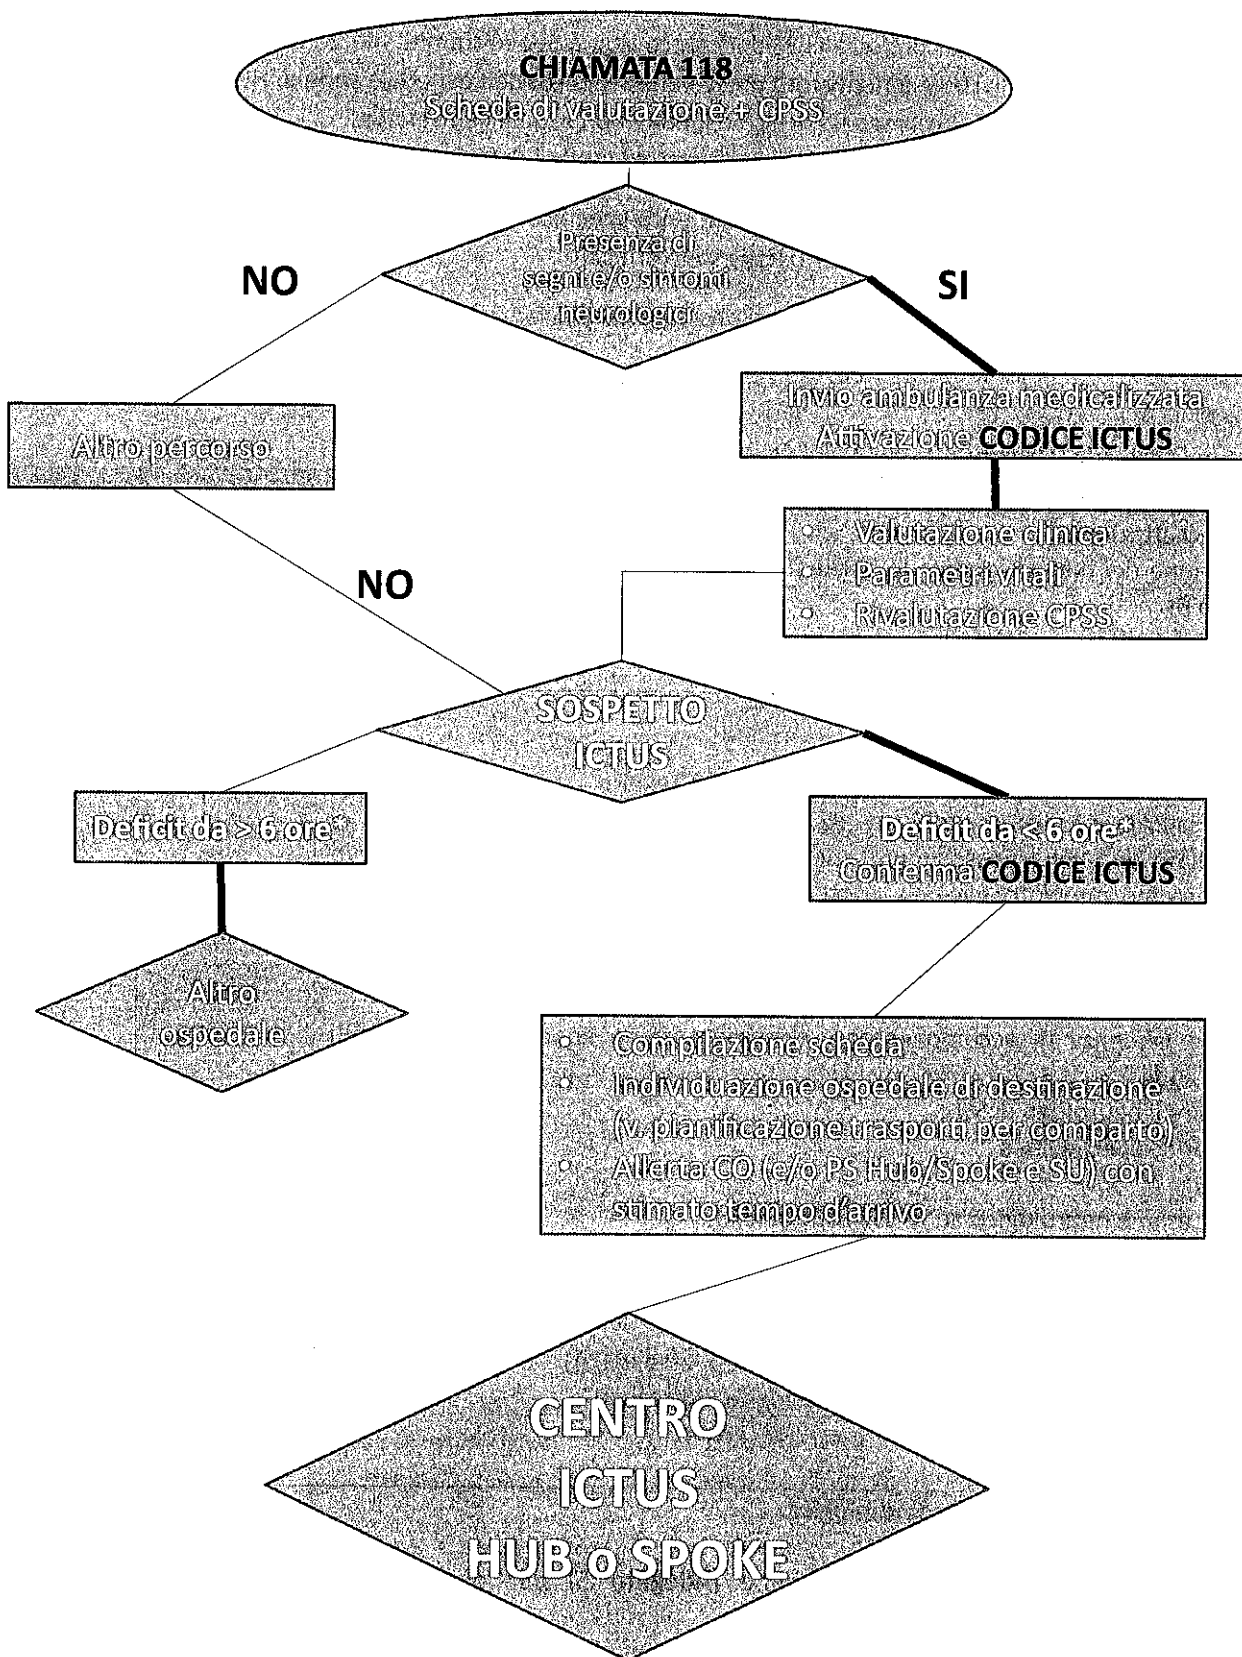 CHIAMATA 118
Scheda di valutazione + CPSS
Presenza di
segni e/o sintomi
neurologici
NO
SI
Invio ambulanza medicalizzata
Attivazione CODICE ICTUS
Altro percorso
• Valutazione clinica
• Parametri vitali
• Rivalutazione CPSS
NO
SOSPETTO
ICTUS
Deficit da > 6 ore*
Deficit da < 6 ore*
Conferma CODICE ICTUS
Altro
ospedale
• Compilazione scheda
• Individuazione ospedale di destinazione
(v. pianificazione trasporti per comparto)
• Allerta CO (e/o PS Hub/Spoke e SU) con
stimato tempo d'arrivo
CENTRO
ICTUS
HUB o SPOKE